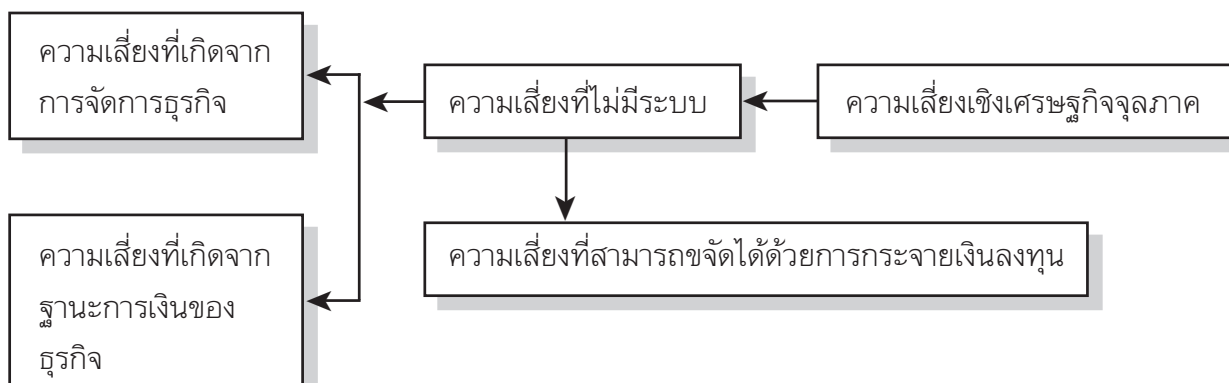 ความเสี่ยงที่เกิดจาก
การจัดการธุรกิจ
ความเสี่ยงที่ไม่มีระบบ
ความเสี่ยงเชิงเศรษฐกิจจุลภาค
ความเสี่ยงที่เกิดจาก
ฐานะการเงินของ
ธุรกิจ
ความเสี่ยงที่สามารถขจัดได้ด้วยการกระจายเงินลงทุน